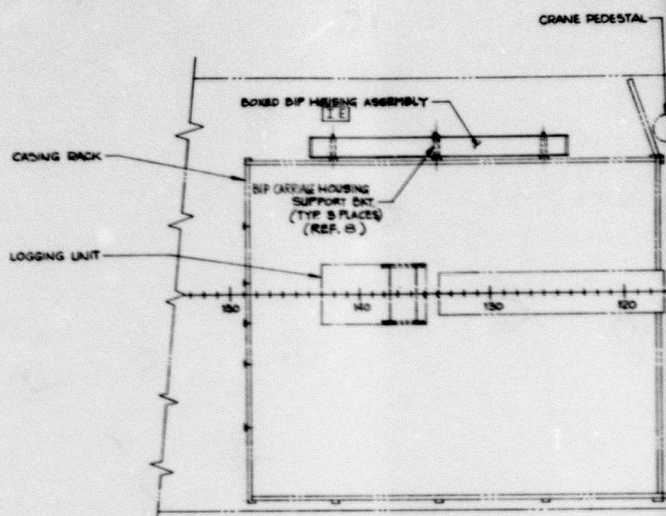 CRANE PEDESTAL
BOXED BIP HOUSING ASSEMBLY
I E
CASING RACK
BIP CARRIAGE HOUSING
SUPPORT BKT.
(TYP. 3 PLACES)
(REF. 8)
LOGGING UNIT
150 140 130 120